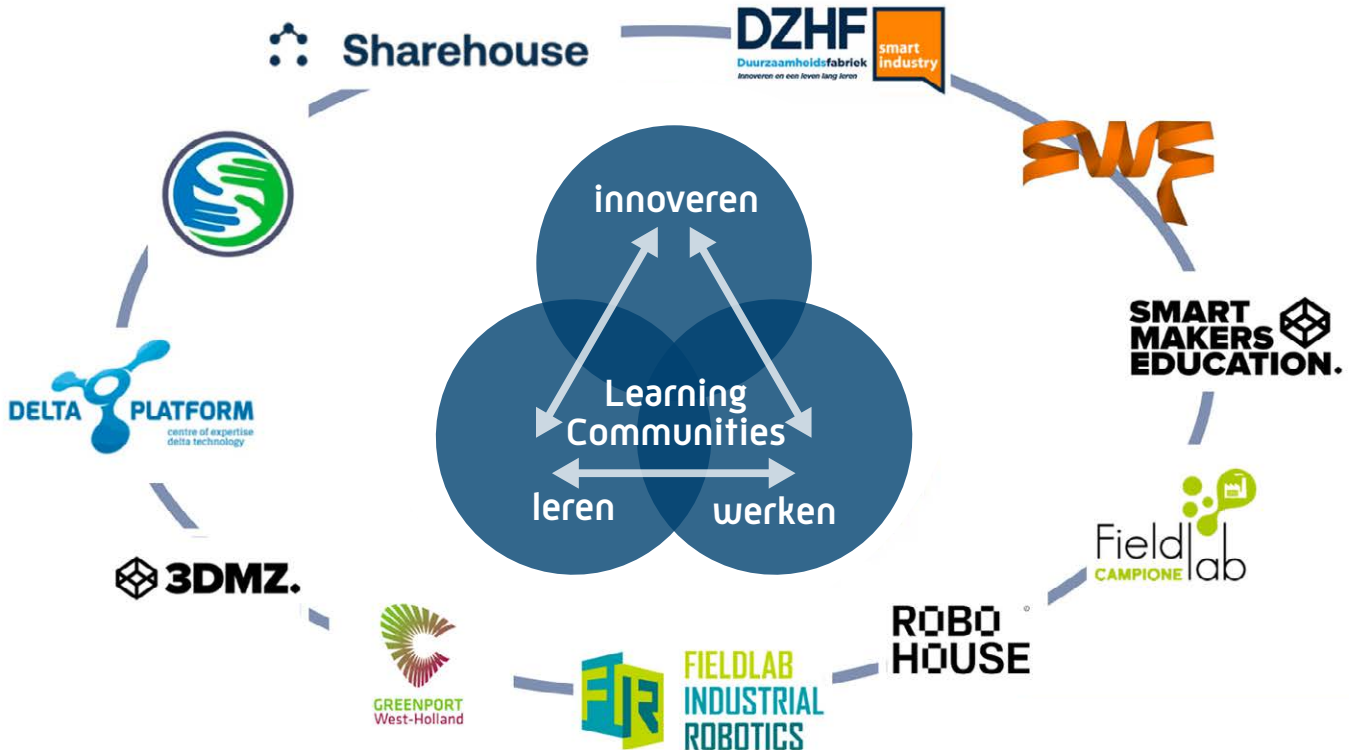 Sharehouse
DZHF
Duurzaamheidsfabriek
Innoveren en een leven lang leren
smart
industry
SWF
innoveren
SMART
MAKERS
EDUCATION.
Learning
Communities
DELTA PLATFORM
centre of expertise
delta technology
leren
werken
Field
lab
CAMPIONE
3DMZ.
ROBO
HOUSE
GREENPORT
West-Holland
FIR
FIELDLAB
INDUSTRIAL
ROBOTICS